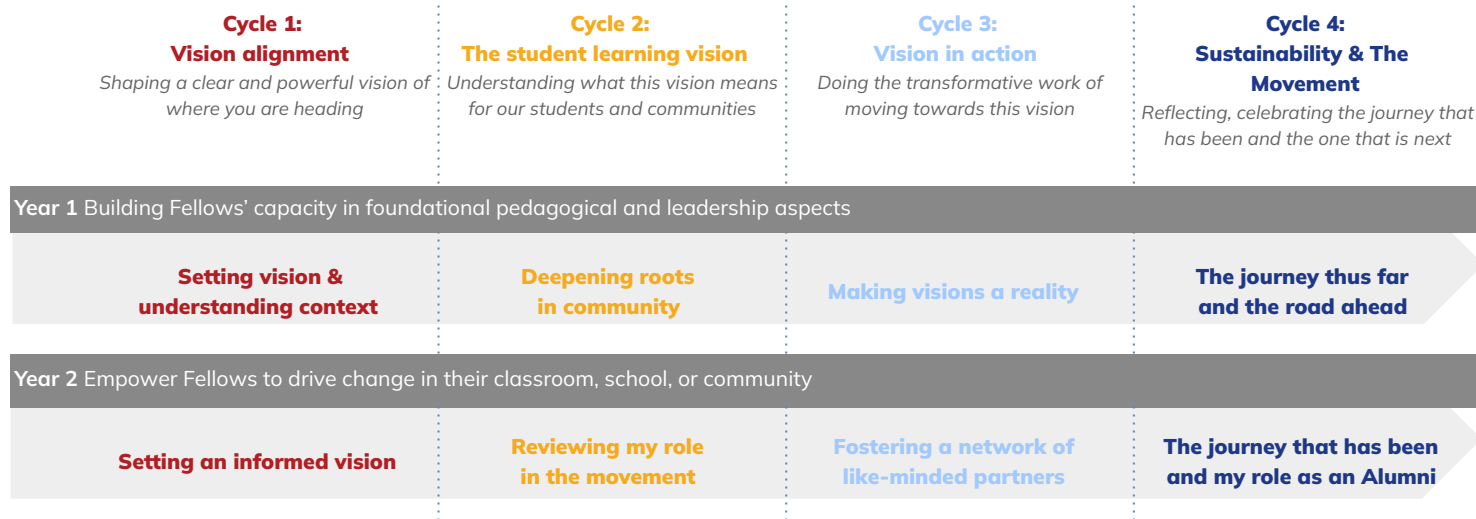 Cycle 1:
Vision alignment
Shaping a clear and powerful vision of
where you are heading
Cycle 2:
The student learning vision
Understanding what this vision means
for our students and communities
Cycle 3:
Vision in action
Doing the transformative work of
moving towards this vision
Cycle 4:
Sustainability & The
Movement
Reflecting, celebrating the journey that
has been and the one that is next
Year 1 Building Fellows’ capacity in foundational pedagogical and leadership aspects
Setting vision &
understanding context
Deepening roots
in community
Making visions a reality
The journey thus far
and the road ahead
Year 2 Empower Fellows to drive change in their classroom, school, or community
Setting an informed vision
Reviewing my role
in the movement
Fostering a network of
like-minded partners
The journey that has been
and my role as an Alumni